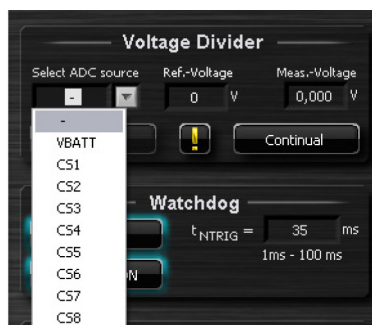 Voltage Divider
Select ADC source Ref.-Voltage Meas.-Voltage
- 0 V 0,000 V
-
VBATT
! Continual
CS1
CS2
CS3
Watchdog
CS4
tNTRIG = 35 ms
CS5
1ms - 100 ms
CS6
N
CS7
CS8